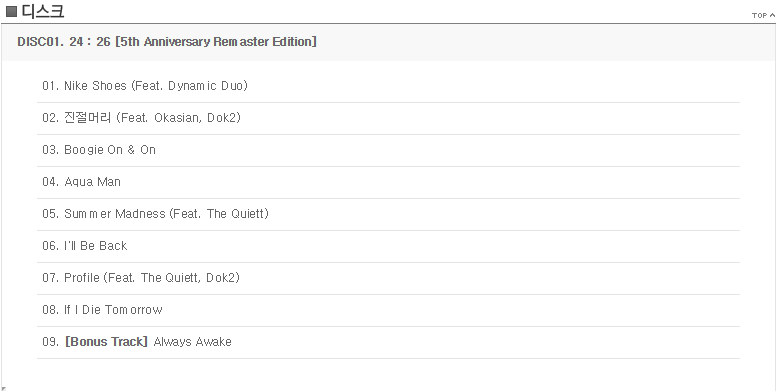 디스크
TOP
DISC01. 24 : 26 [5th Anniversary Remaster Edition]
01. Nike Shoes (Feat. Dynamic Duo)
02. 진절머리 (Feat. Okasian, Dok2)
03. Boogie On & On
04. Aqua Man
05. Summer Madness (Feat. The Quiett)
06. I'll Be Back
07. Profile (Feat. The Quiett, Dok2)
08. If I Die Tomorrow
09. [Bonus Track] Always Awake